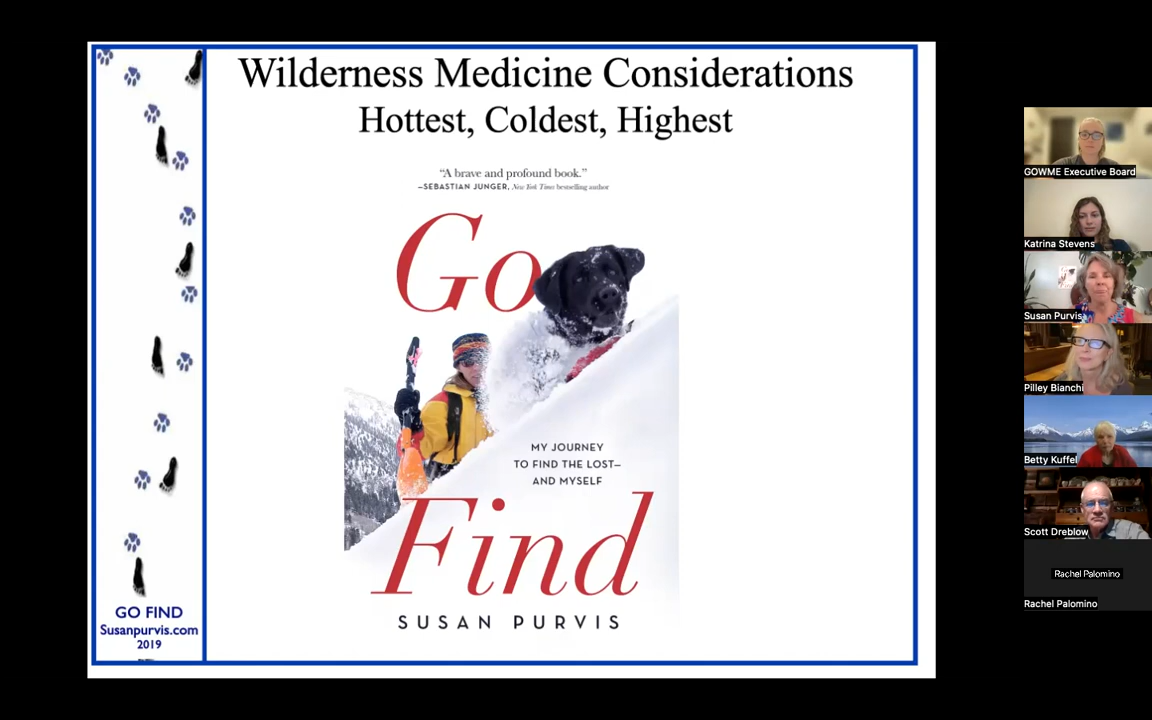 Wilderness Medicine Considerations
Hottest, Coldest, Highest
“A brave and profound book.”
—SEBASTIAN JUNGER, New York Times bestselling author
Go
MY JOURNEY
TO FIND THE LOST—
AND MYSELF
Find
SUSAN PURVIS
GO FIND
Susanpurvis.com
2019
GOWME Executive Board
Katrina Stevens
Susan Purvis
Pilley Bianchi
Betty Kuffel
Scott Dreblow
Rachel Palomino
Rachel Palomino